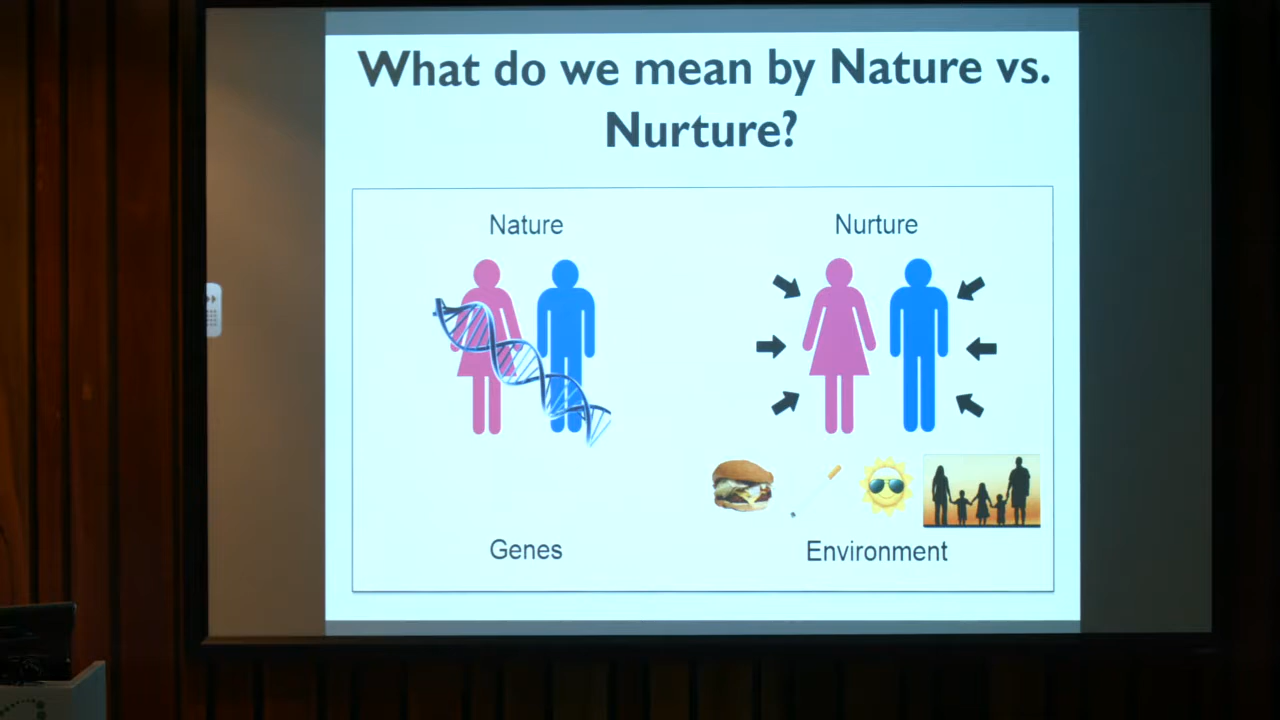 What do we mean by Nature vs.
Nurture?
Nature
Nurture
Genes
Environment